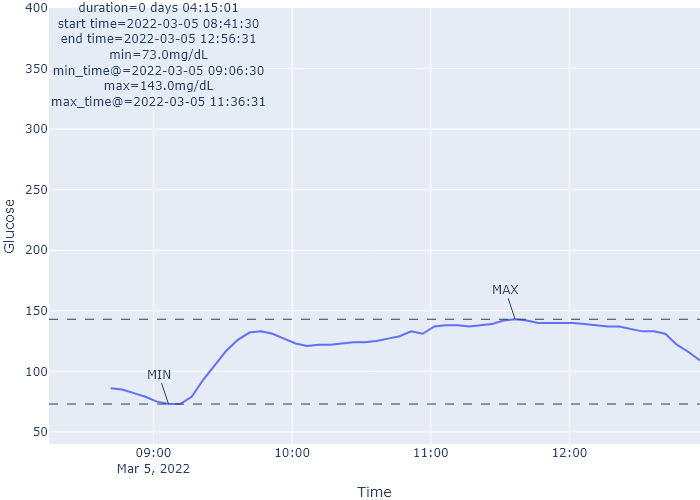 duration=0 days 04:15:01
start time=2022-03-05 08:41:30
end time=2022-03-05 12:56:31
min=73.0mg/dL
min_time@=2022-03-05 09:06:30
max=143.0mg/dL
max_time@=2022-03-05 11:36:31
400
350
300
250
200
150
100
50
Glucose
MAX
MIN
09:00
10:00
11:00
12:00
Mar 5, 2022
Time